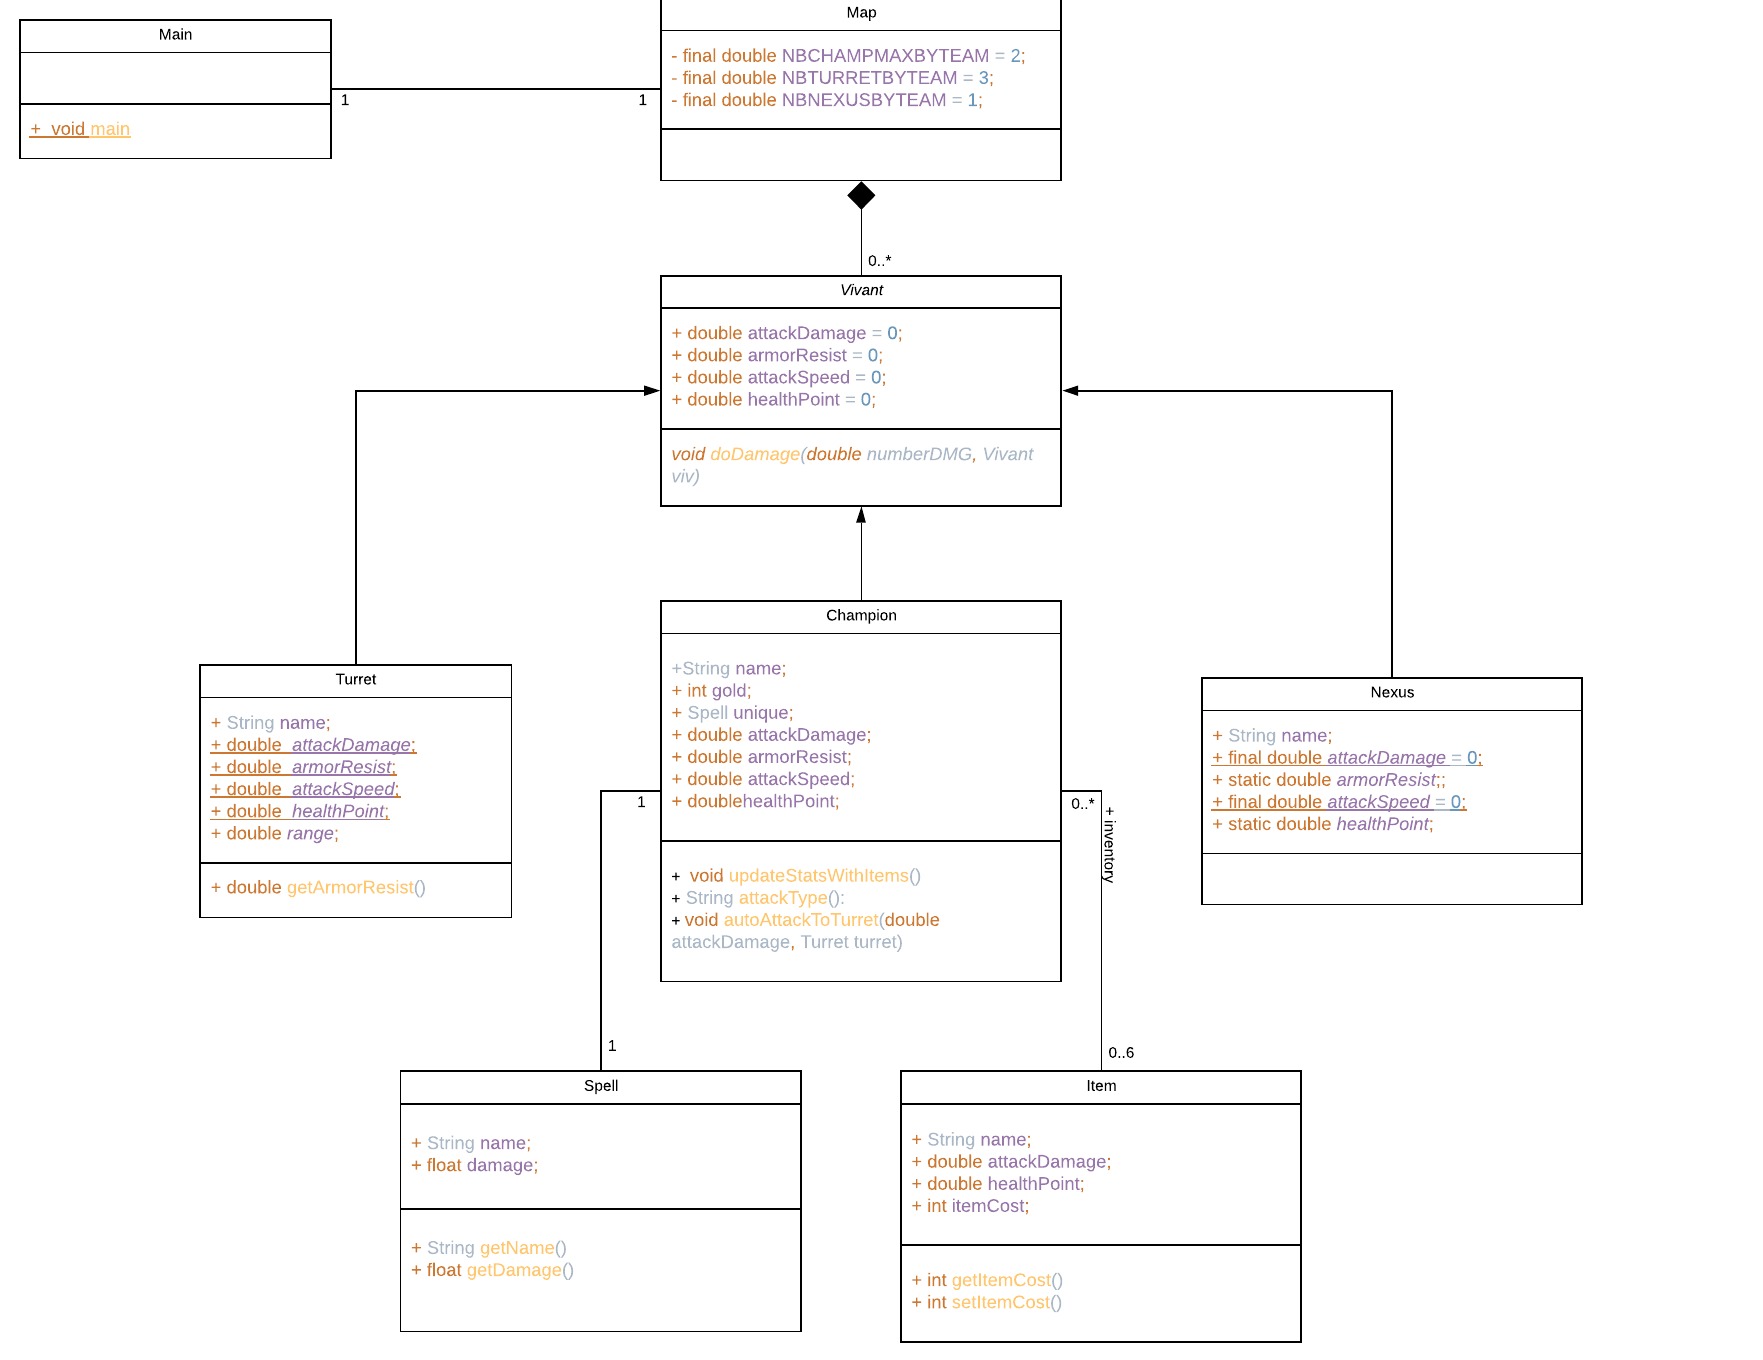 Main
+  void main
1
1
Map
- final double NBCHAMPMAXBYTEAM = 2;
- final double NBTURRETBYTEAM = 3;
- final double NBNEXUSBYTEAM = 1;
0..*
Vivant
+ double attackDamage = 0;
+ double armorResist = 0;
+ double attackSpeed = 0;
+ double healthPoint = 0;
void doDamage(double numberDMG, Vivant
viv)
Turret
+ String name;
+ double  attackDamage;
+ double  armorResist;
+ double  attackSpeed;
+ double  healthPoint;
+ double range;
+ double getArmorResist()
Champion
+String name;
+ int gold;
+ Spell unique;
+ double attackDamage;
+ double armorResist;
+ double attackSpeed;
+ doublehealthPoint;
+  void updateStatsWithItems()
+ String attackType():
+ void autoAttackToTurret(double
attackDamage, Turret turret)
Nexus
+ String name;
+ final double attackDamage = 0;
+ static double armorResist;;
+ final double attackSpeed = 0;
+ static double healthPoint;
1
1
0..*
+ inventory
0..6
Spell
+ String name;
+ float damage;
+ String getName()
+ float getDamage()
Item
+ String name;
+ double attackDamage;
+ double healthPoint;
+ int itemCost;
+ int getItemCost()
+ int setItemCost()